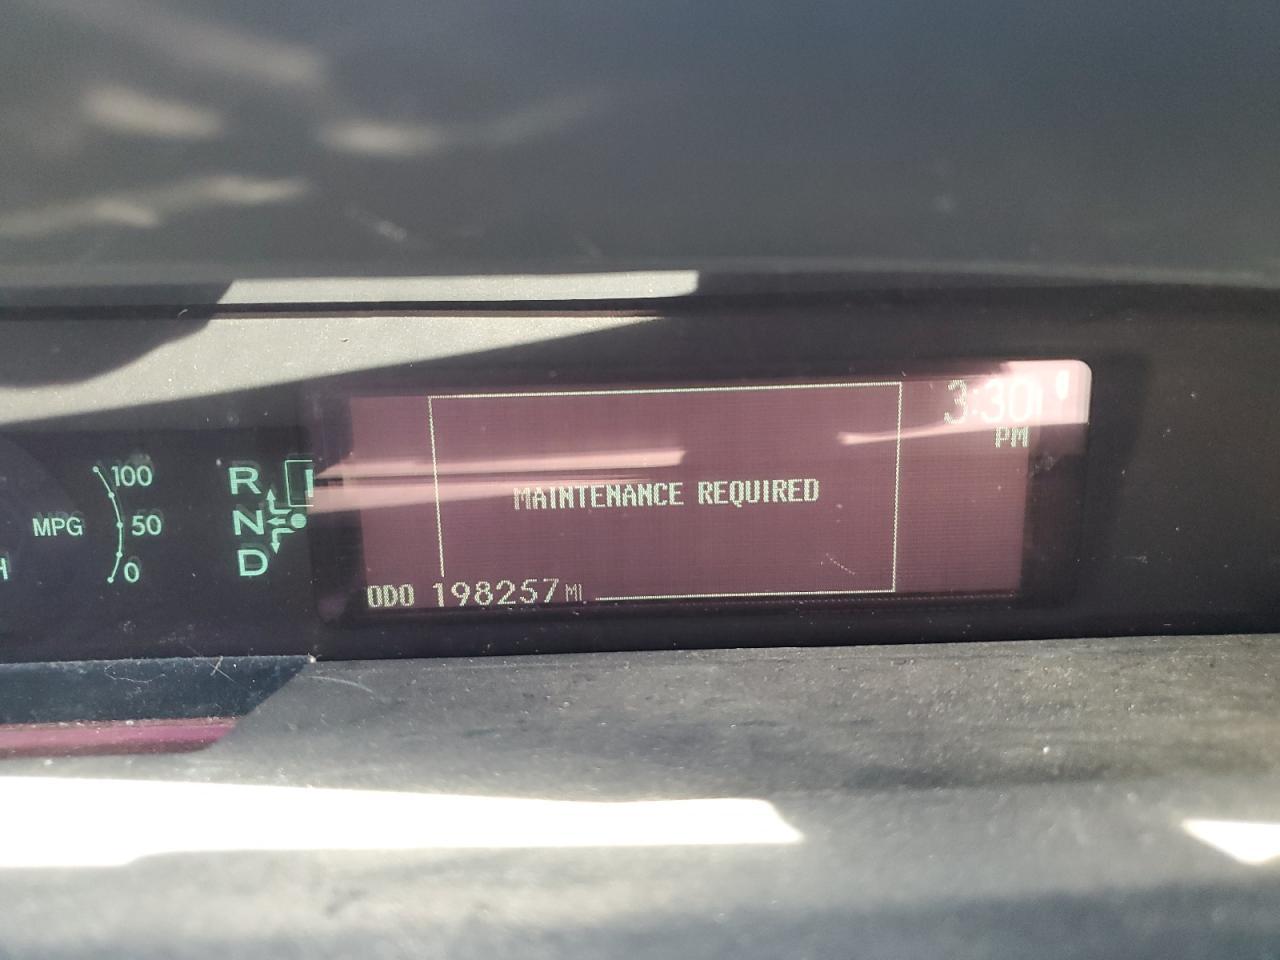 3:30
PM
100
R
MAINTENANCE REQUIRED
MPG
50
N
0
D
ODO 198257 MI